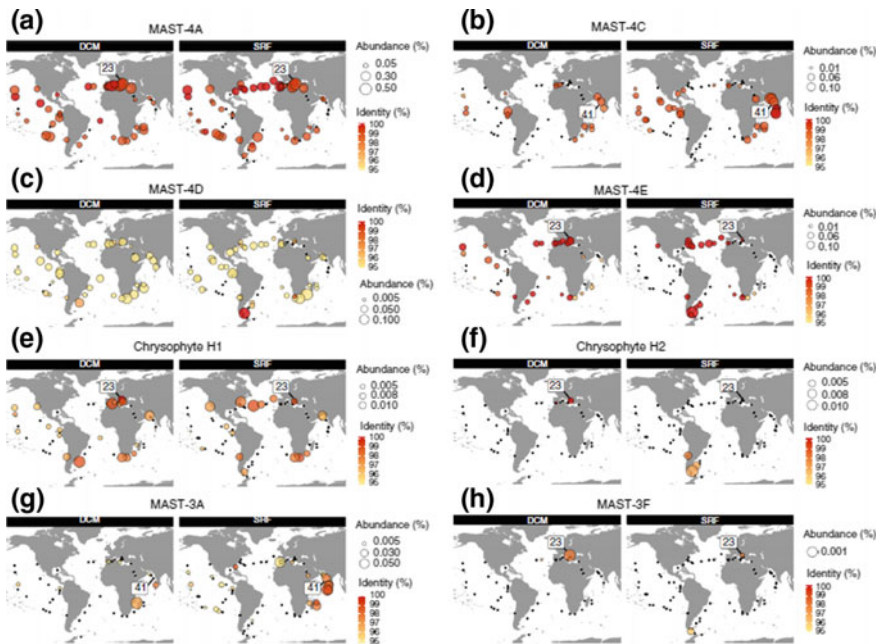 (a)
MAST-4A
DCM
SRF
23
23
Abundance (%)
0.05
0.30
0.50
Identity (%)
100
99
98
97
96
95
(b)
MAST-4C
DCM
SRF
41
41
Abundance (%)
0.01
0.06
0.10
Identity (%)
100
99
98
97
96
95
(c)
MAST-4D
DCM
SRF
Identity (%)
100
99
98
97
96
95
Abundance (%)
0.005
0.050
0.100
(d)
MAST-4E
DCM
SRF
23
23
Abundance (%)
0.01
0.06
0.10
Identity (%)
100
99
98
97
96
95
(e)
Chrysophyte H1
DCM
SRF
23
23
Abundance (%)
0.005
0.008
0.010
Identity (%)
100
99
98
97
96
95
(f)
Chrysophyte H2
DCM
SRF
23
23
Abundance (%)
0.005
0.008
0.010
Identity (%)
100
99
98
97
96
95
(g)
MAST-3A
DCM
SRF
41
41
Abundance (%)
0.005
0.030
0.050
Identity (%)
100
99
98
97
96
95
(h)
MAST-3F
DCM
SRF
23
23
Abundance (%)
0.001
Identity (%)
100
99
98
97
96
95